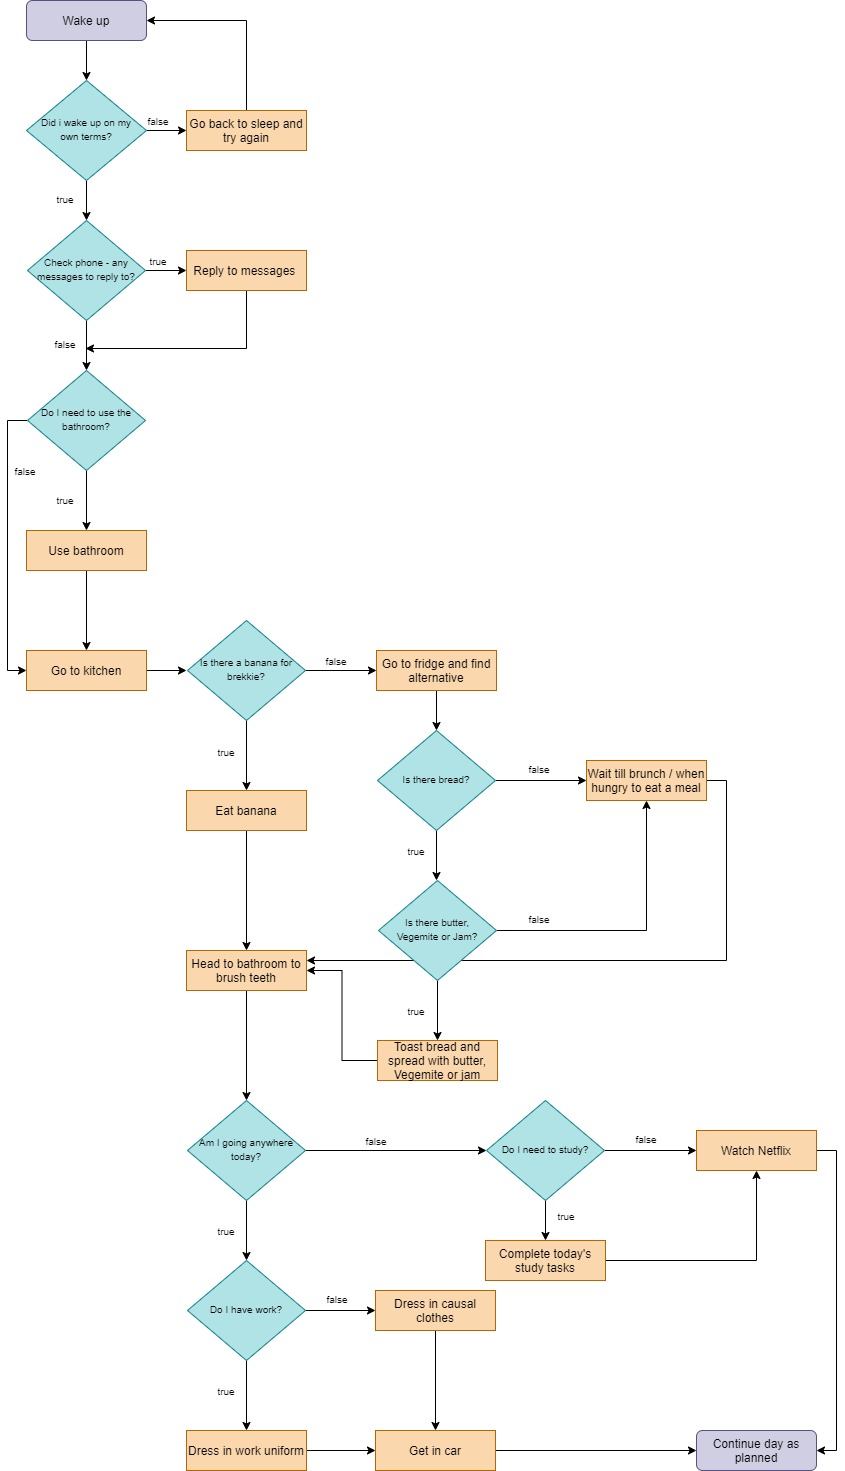 Wake up
Did i wake up on my
own terms?
false
Go back to sleep and
try again
true
Check phone - any
messages to reply to?
true
Reply to messages
false
Do I need to use the
bathroom?
false
true
Use bathroom
Go to kitchen
Is there a banana for
brekkie?
false
Go to fridge and find
alternative
true
Is there bread?
false
Wait till brunch / when
hungry to eat a meal
Eat banana
true
Is there butter,
Vegemite or Jam?
false
Head to bathroom to
brush teeth
true
Toast bread and
spread with butter,
Vegemite or jam
Am I going anywhere
today?
false
Do I need to study?
false
Watch Netflix
true
true
Complete today's
study tasks
Do I have work?
false
Dress in causal
clothes
true
Dress in work uniform
Get in car
Continue day as
planned